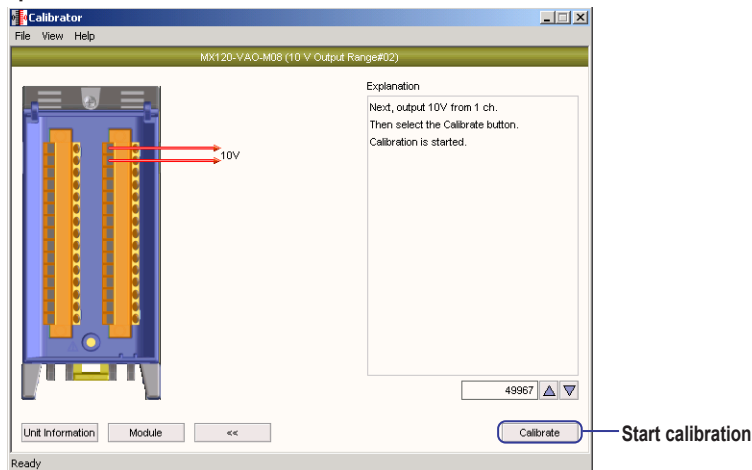 Calibrator
File View Help
MX120-VAO-M08 (10 V Output Range#02)
10V
Explanation
Next, output 10V from 1 ch.
Then select the Calibrate button.
Calibration is started.
49967
Unit Information Module << Calibrate
Start calibration
Ready